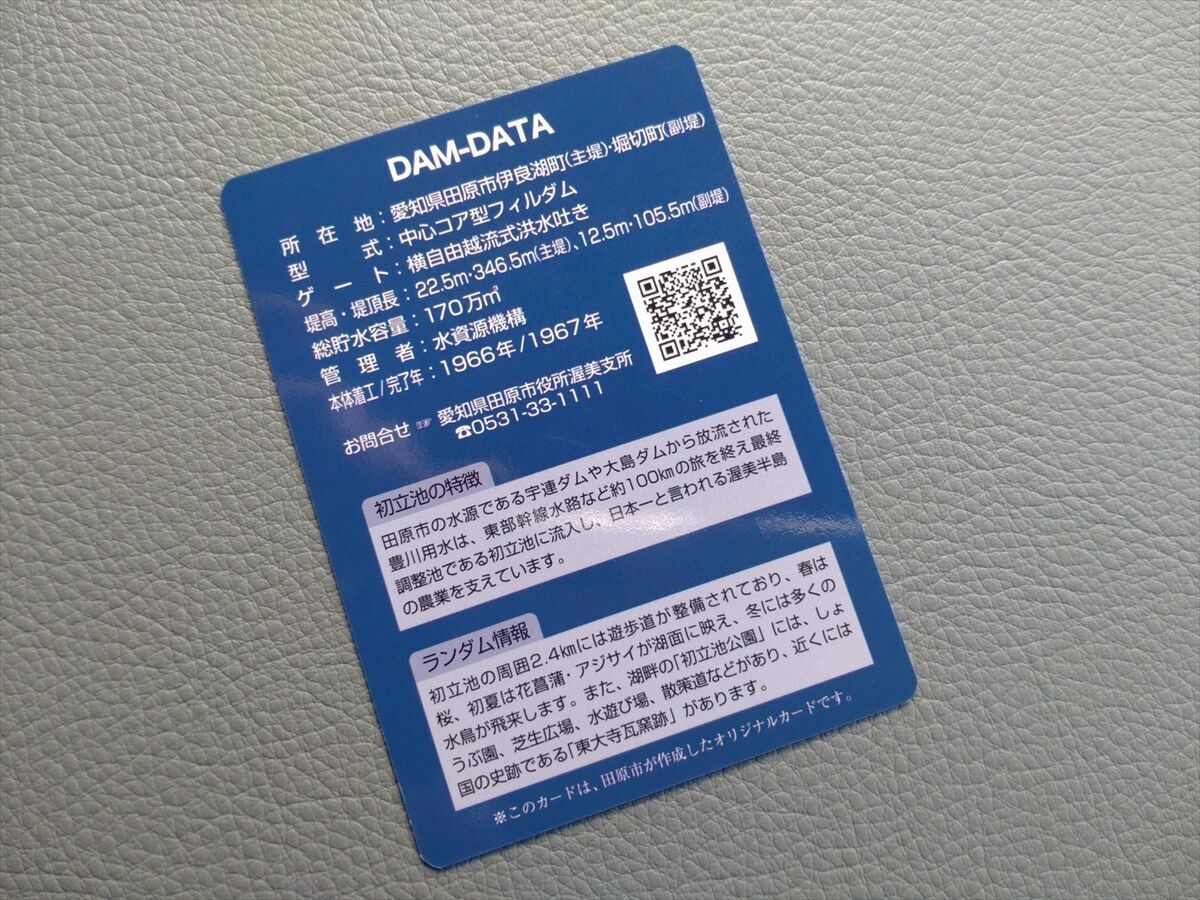 DAM-DATA
所在地：愛知県田原市伊良湖町(主堤)・堀切町(副堤)
型式：中心コア型フィルダム
ゲート：横自由越流式洪水吐き
堤高・堤頂長：22.5m・346.5m(主堤)、12.5m・105.5m(副堤)
総貯水容量：170万㎥
管理者：水資源機構
本体着工/完了年：1966年/1967年
お問合せ ☞ 愛知県田原市役所渥美支所
☎0531-33-1111
初立池の特徴
田原市の水源である宇連ダムや大島ダムから放流された
豊川用水は、東部幹線水路など約100kmの旅を終え最終
調整池である初立池に流入し、日本一と言われる渥美半島
の農業を支えています。
ランダム情報
初立池の周囲2.4kmには遊歩道が整備されており、春は
桜、初夏は花菖蒲・アジサイが湖面に映え、冬には多くの
水鳥が飛来します。また、湖畔の「初立池公園」には、しょ
うぶ園、芝生広場、水遊び場、散策道などがあり、近くには
国の史跡である「東大寺瓦窯跡」があります。
※このカードは、田原市が作成したオリジナルカードです。